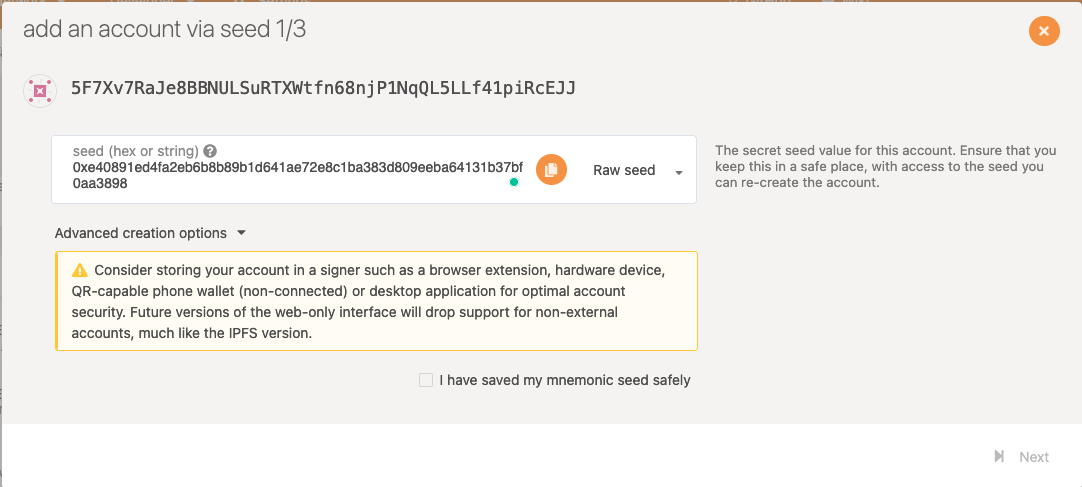 add an account via seed 1/3
5F7Xv7RaJe8BBNULSuRTXWtfn68njP1NqQL5LLf41piRcEJJ
seed (hex or string)
0xe40891ed4fa2eb6b8b89b1d641ae72e8c1ba383d809eeba64131b37bf
0aa3898
Raw seed
The secret seed value for this account. Ensure that you
keep this in a safe place, with access to the seed you
can re-create the account.
Advanced creation options
Consider storing your account in a signer such as a browser extension, hardware device,
QR-capable phone wallet (non-connected) or desktop application for optimal account
security. Future versions of the web-only interface will drop support for non-external
accounts, much like the IPFS version.
I have saved my mnemonic seed safely
Next